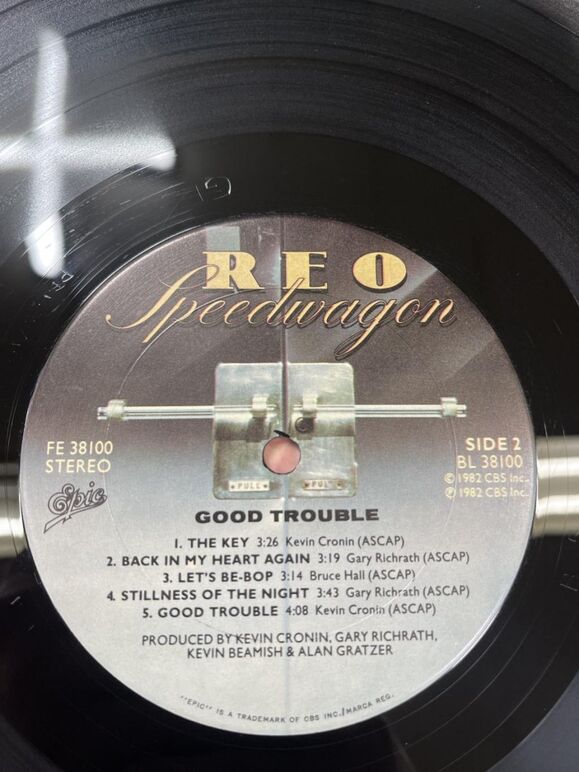 REO
Speedwagon
FE 38100
STEREO
Epic
SIDE 2
BL 38100
© 1982 CBS Inc.
℗ 1982 CBS Inc.
PULL
PUL
GOOD TROUBLE
1. THE KEY 3:26 Kevin Cronin (ASCAP)
2. BACK IN MY HEART AGAIN 3:19 Gary Richrath (ASCAP)
3. LET'S BE-BOP 3:14 Bruce Hall (ASCAP)
4. STILLNESS OF THE NIGHT 3:43 Gary Richrath (ASCAP)
5. GOOD TROUBLE 4:08 Kevin Cronin (ASCAP)
PRODUCED BY KEVIN CRONIN, GARY RICHRATH,
KEVIN BEAMISH & ALAN GRATZER
"EPIC" IS A TRADEMARK OF CBS INC./MARCA REG.